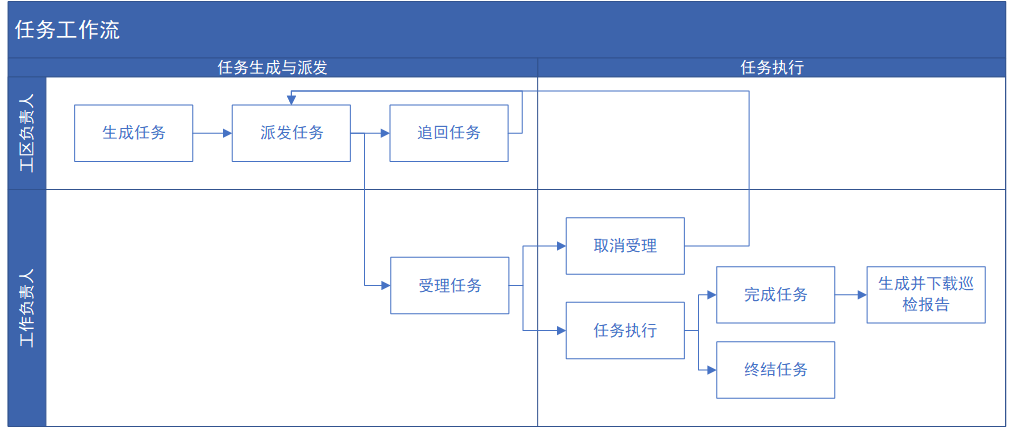 任务工作流
任务生成与派发
任务执行
工区负责人
生成任务
派发任务
追回任务
工作负责人
受理任务
取消受理
任务执行
完成任务
生成并下载巡
检报告
终结任务